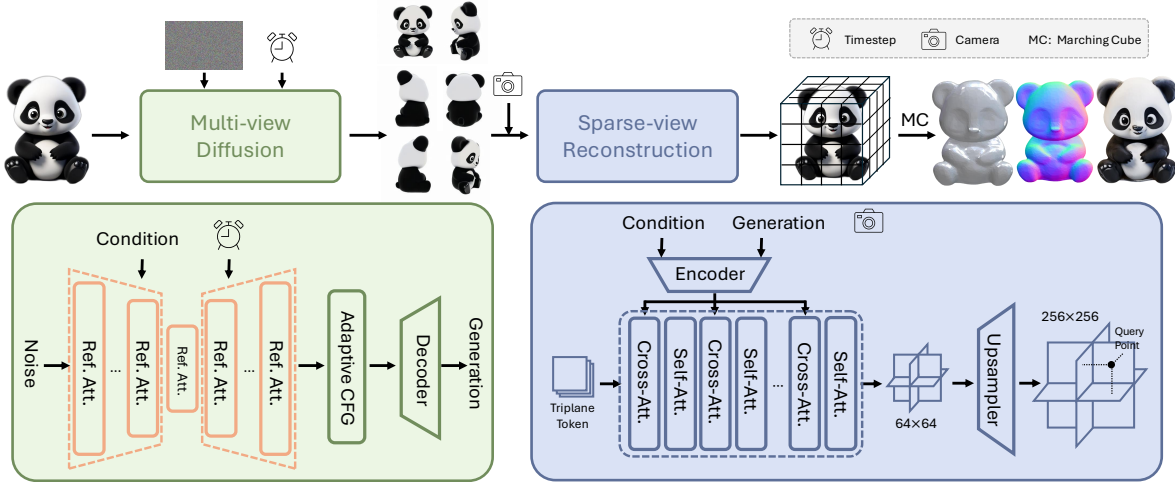 Timestep
Camera
MC: Marching Cube
Multi-view
Diffusion
Sparse-view
Reconstruction
MC
Condition
Noise
Ref. Att.
...
Ref. Att.
Ref. Att.
Ref. Att.
...
Ref. Att.
Adaptive CFG
Decoder
Generation
Condition
Generation
Encoder
Triplane
Token
Cross-Att.
Self-Att.
Cross-Att.
Self-Att.
...
Cross-Att.
Self-Att.
64×64
Upsampler
256×256
Query
Point